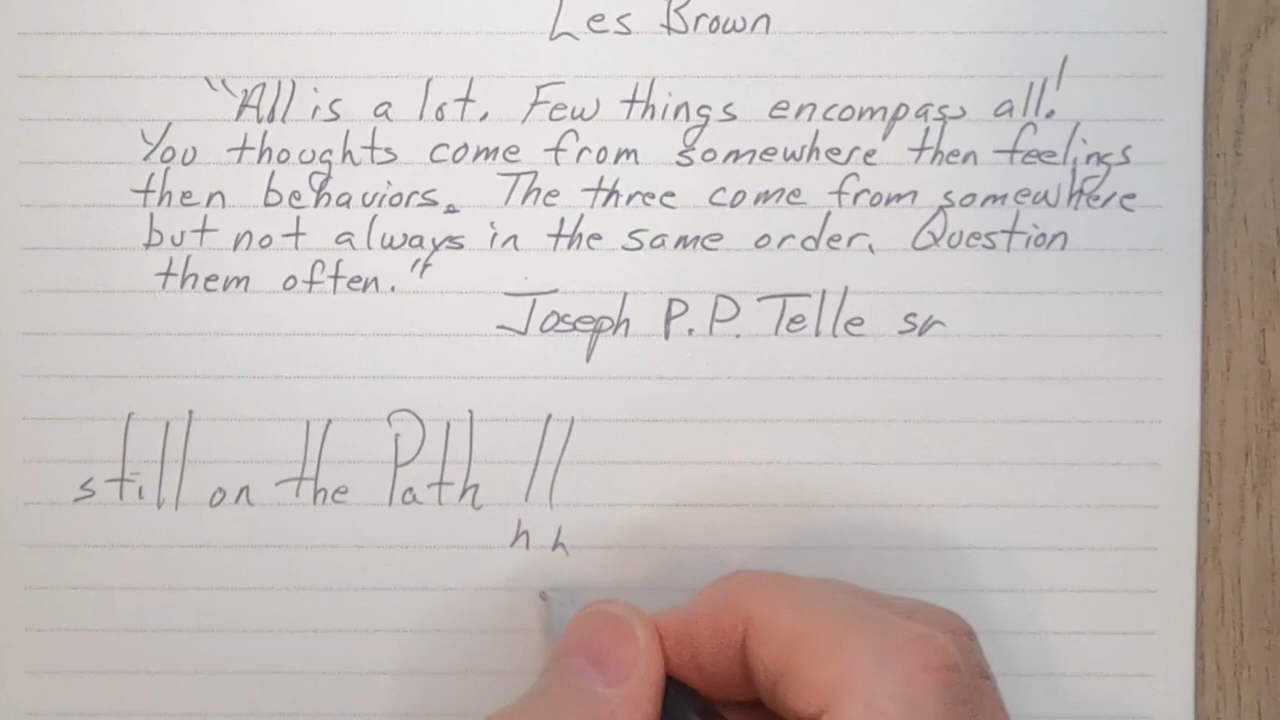 Les Brown
"All is a lot. Few things encompass all!
You thoughts come from somewhere then feelings
then behaviors. The three come from somewhere
but not always in the same order. Question
them often."
Joseph P.P. Telle sr
still on the Path //
h h